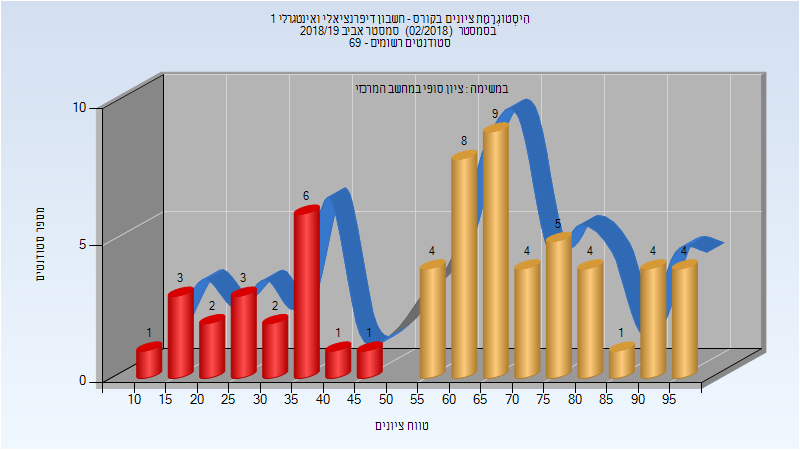 הִיסְטוֹגְרָמַת ציונים בקורס - חשבון דיפרנציאלי ואינטגרלי 1
בסמסטר (02/2018) סמסטר אביב 2018/19
סטודנטים רשומים - 69
במשימה : ציון סופי במחשב המרכזי
מספר סטודנטים
10
5
0
1
3
2
3
2
6
1
1
4
8
9
4
5
4
1
4
4
10 15 20 25 30 35 40 45 50 55 60 65 70 75 80 85 90 95
טווח ציונים